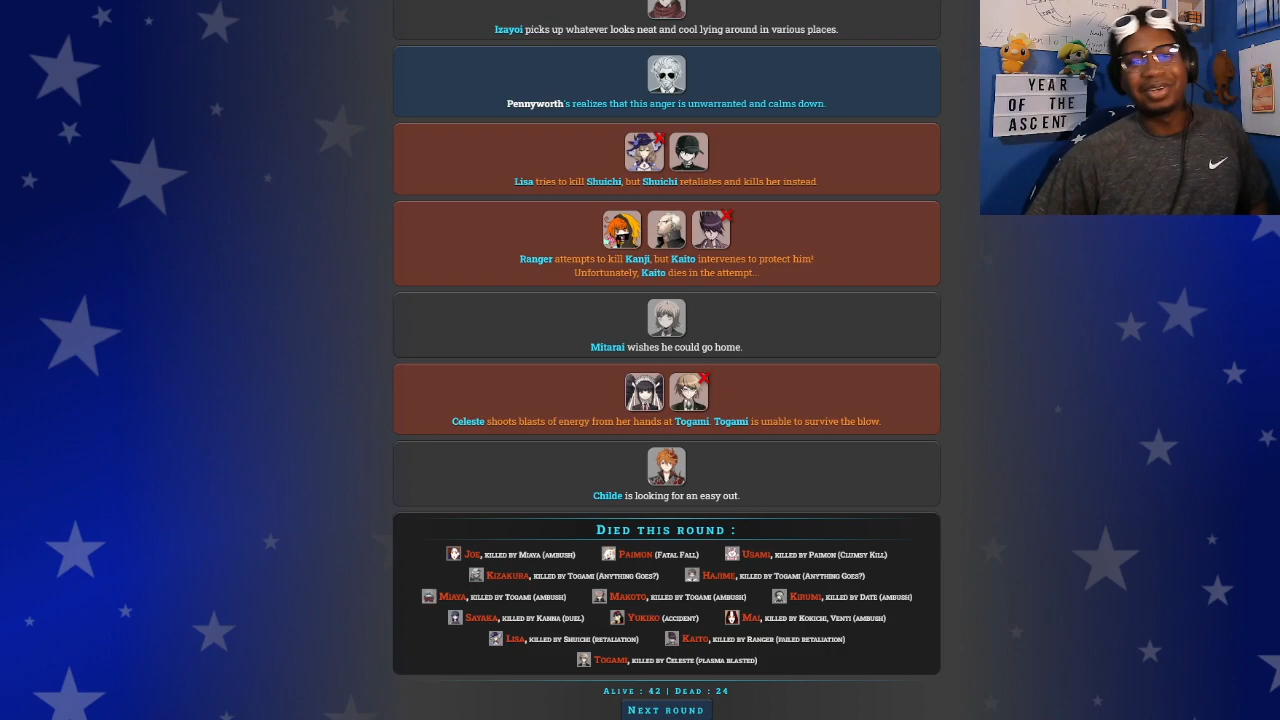 Izayoi picks up whatever looks neat and cool lying around in various places.
Pennyworth's realizes that this anger is unwarranted and calms down.
Lisa tries to kill Shuichi, but Shuichi retaliates and kills her instead.
Ranger attempts to kill Kanji, but Kaito intervenes to protect him!
Unfortunately, Kaito dies in the attempt...
Mitarai wishes he could go home.
Celeste shoots blasts of energy from her hands at Togami. Togami is unable to survive the blow.
Childe is looking for an easy out.
Died this round :
Joe, killed by Miaya (ambush) Paimon (Fatal Fall) Usami, killed by Paimon (Clumsy Kill)
Kizakura, killed by Togami (Anything Goes?) Hajime, killed by Togami (Anything Goes?)
Miaya, killed by Togami (ambush) Makoto, killed by Togami (ambush) Kirumi, killed by Date (ambush)
Sayaka, killed by Kanna (duel) Yukiko (accident) Mai, killed by Kokichi, Venti (ambush)
Lisa, killed by Shuichi (retaliation) Kaito, killed by Ranger (failed retaliation)
Togami, killed by Celeste (plasma blasted)
Alive : 42 | Dead : 24
Next round
YEAR
OF THE
ASCENT